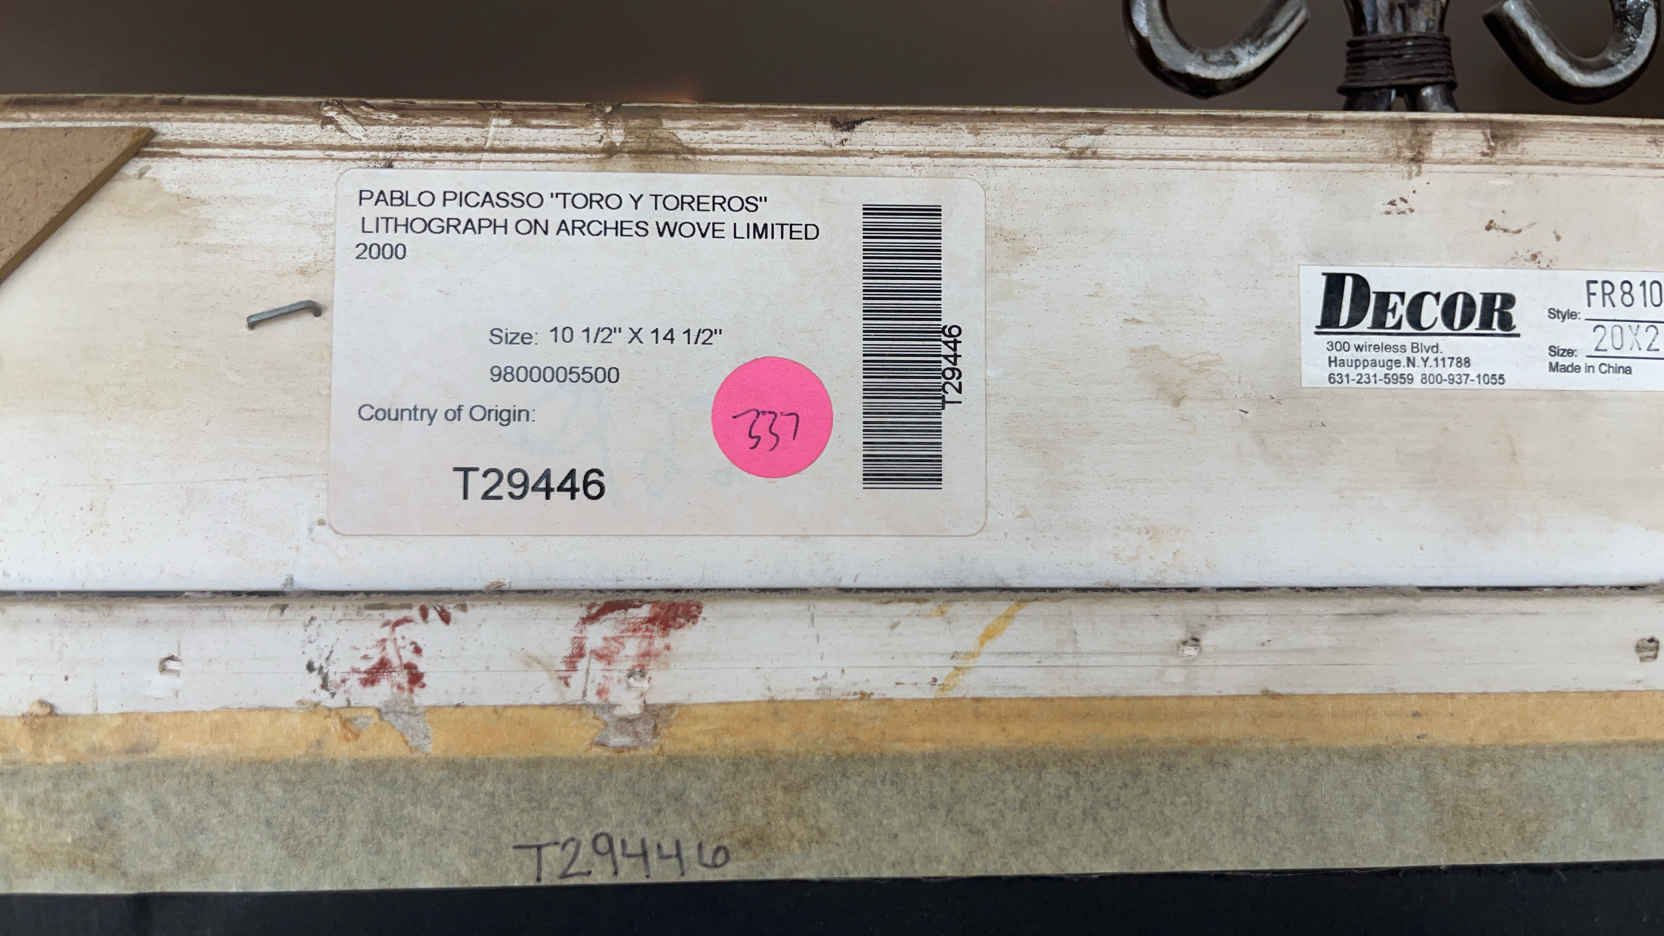 PABLO PICASSO "TORO Y TOREROS"
LITHOGRAPH ON ARCHES WOVE LIMITED
2000
Size: 10 1/2" X 14 1/2"
9800005500
Country of Origin:
T29446
337
T29446
DECOR
300 wireless Blvd.
Hauppauge.N.Y.11788
631-231-5959 800-937-1055
Style: FR810
Size: 20X2
Made in China
T29446